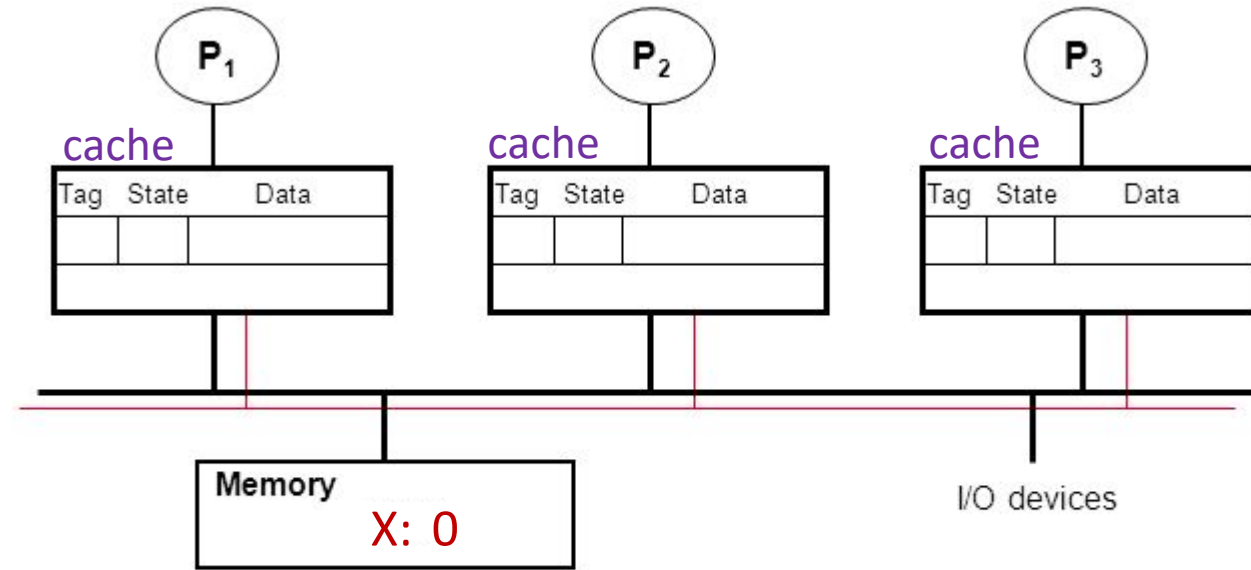 P₁ P₂ P₃
cache cache cache
Tag State Data Tag State Data Tag State Data
Memory
X: 0
I/O devices